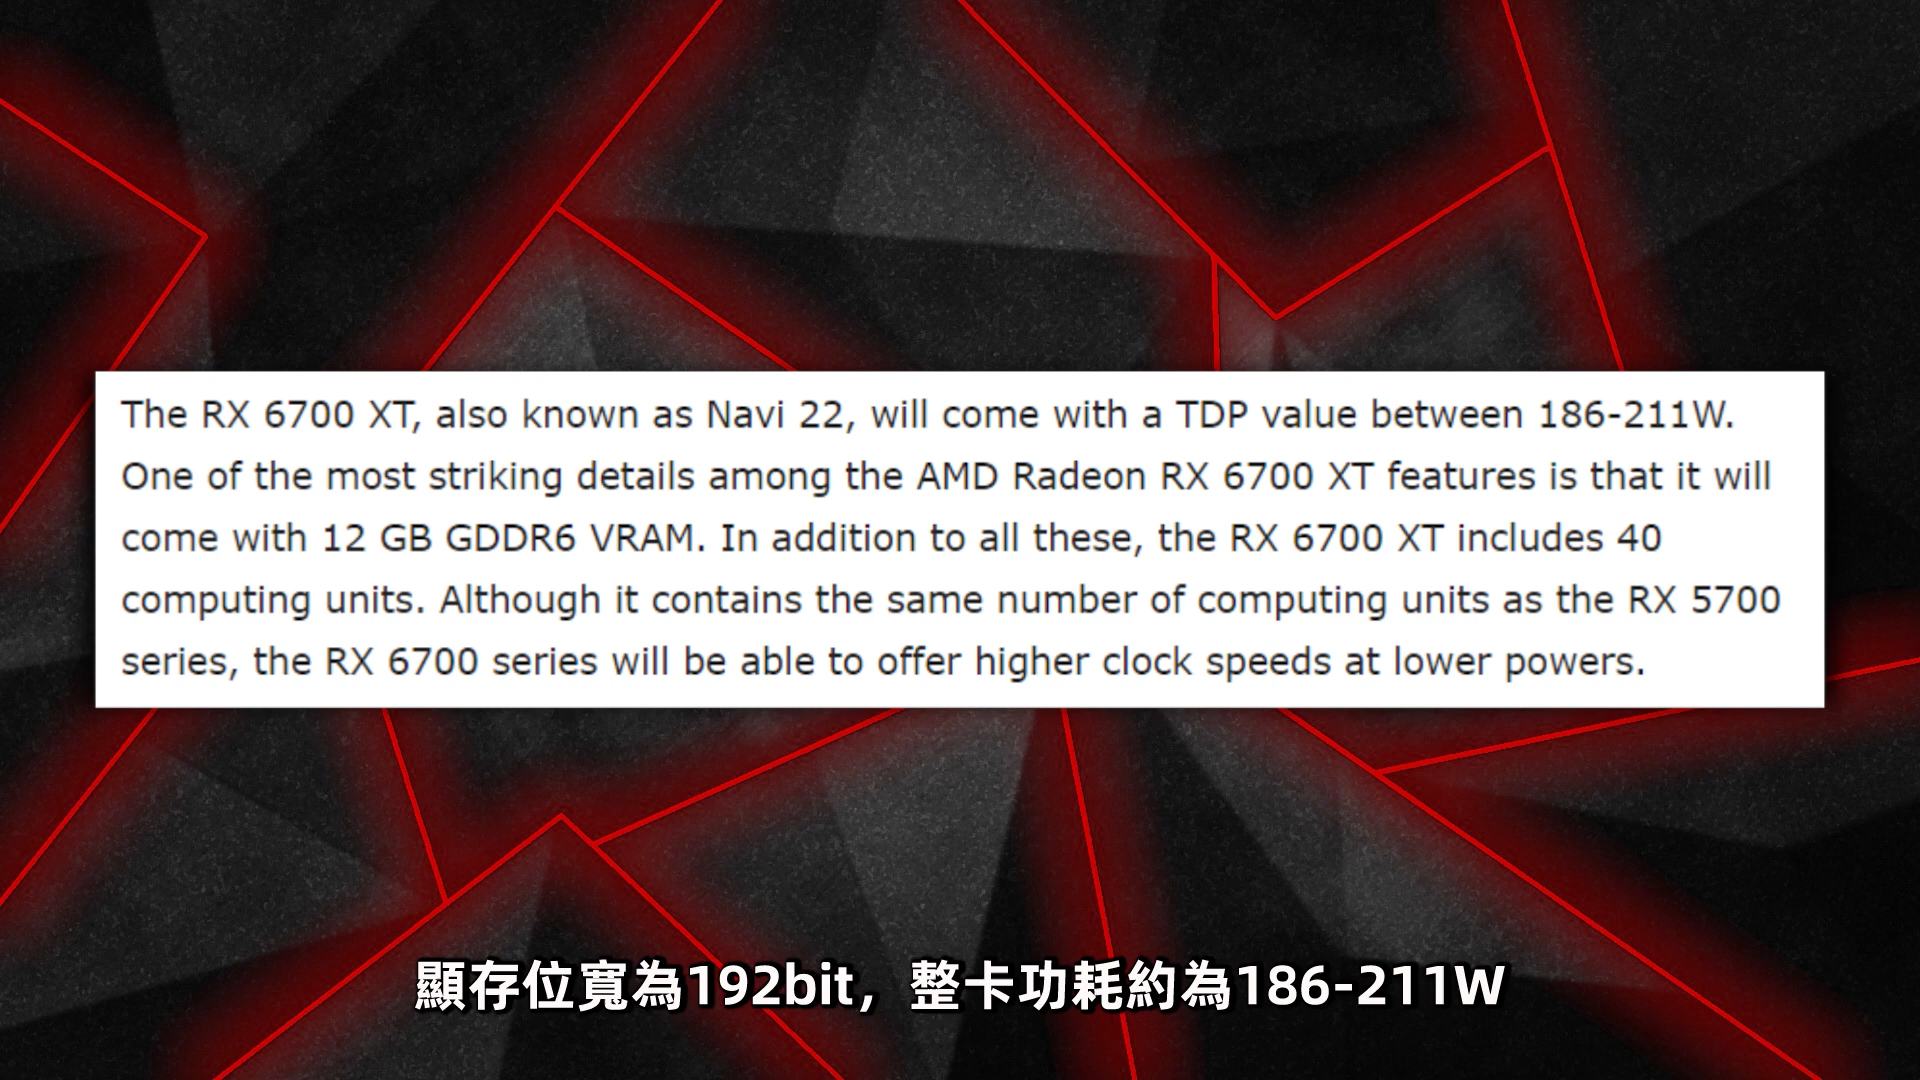 The RX 6700 XT, also known as Navi 22, will come with a TDP value between 186-211W.
One of the most striking details among the AMD Radeon RX 6700 XT features is that it will
come with 12 GB GDDR6 VRAM. In addition to all these, the RX 6700 XT includes 40
computing units. Although it contains the same number of computing units as the RX 5700
series, the RX 6700 series will be able to offer higher clock speeds at lower powers.
顯存位寬為192bit，整卡功耗約為186-211W